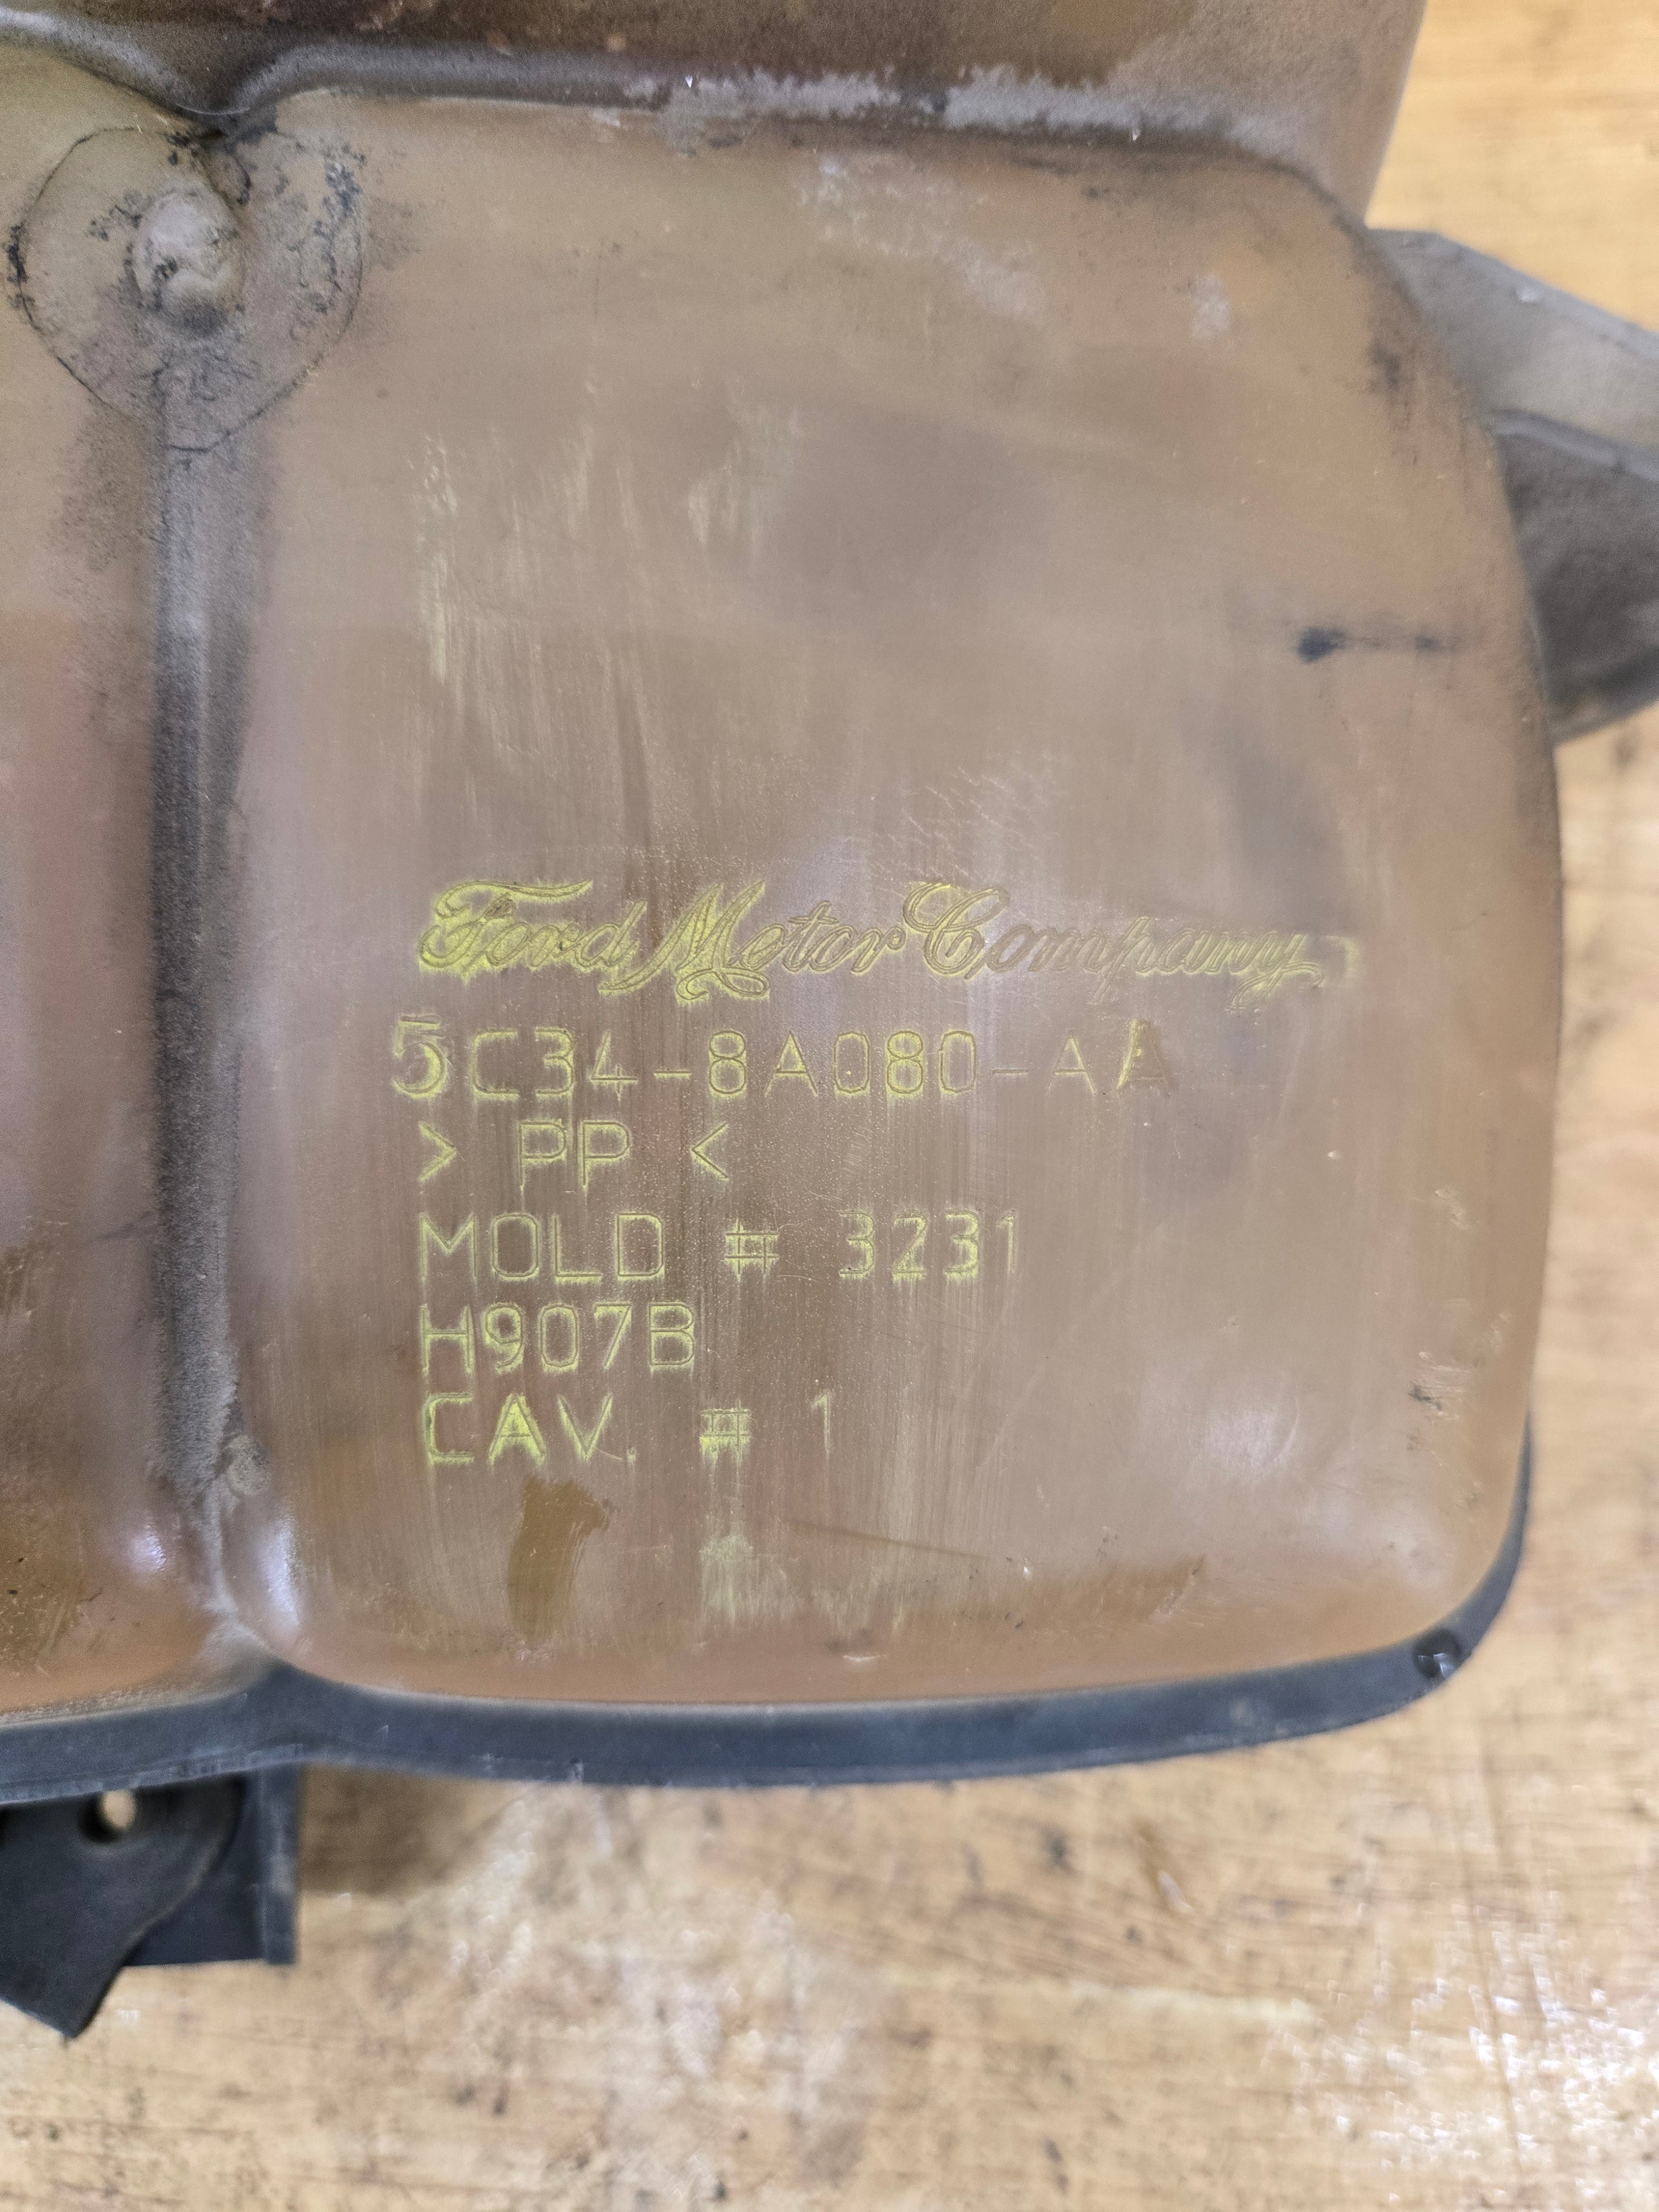 Ford Motor Company
5C34-8A080-AA
> PP <
MOLD # 3231
H907B
CAV. # 1